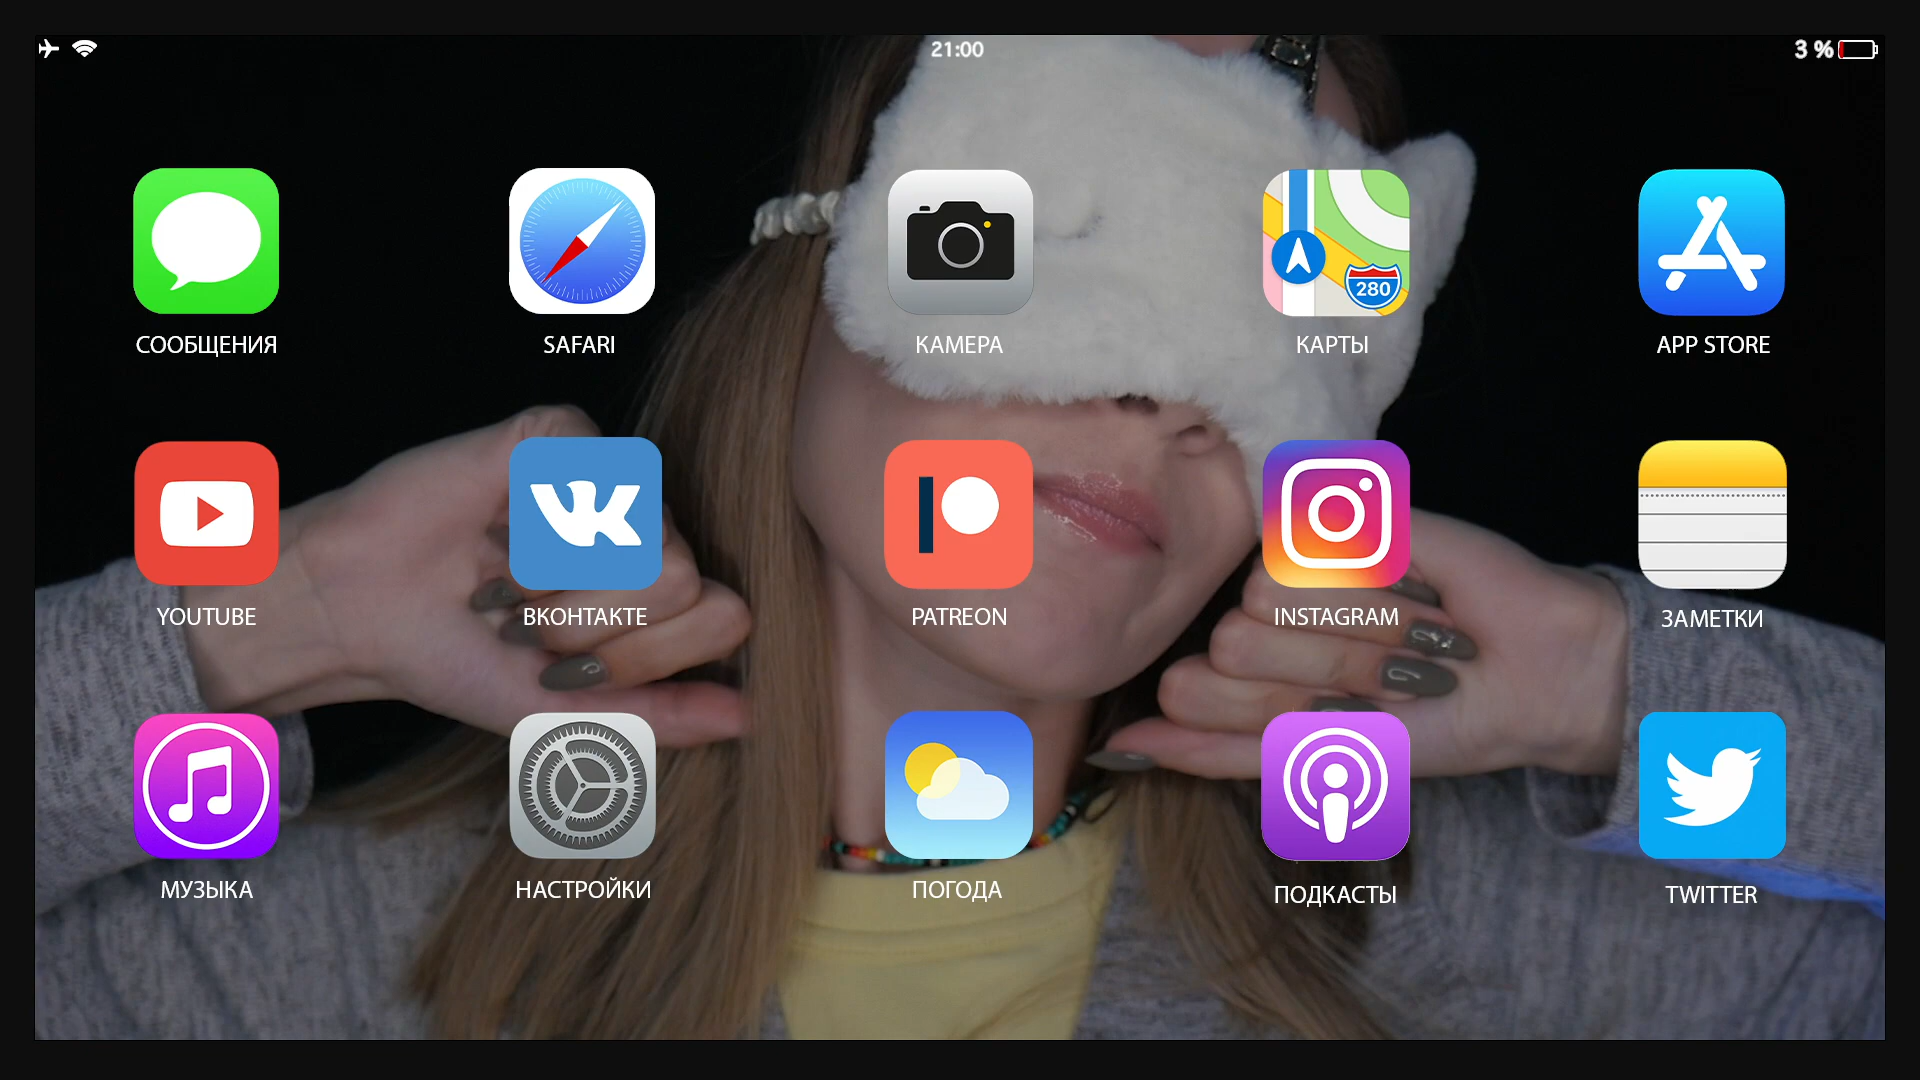 21:00
3 %
280
СООБЩЕНИЯ
SAFARI
КАМЕРА
КАРТЫ
APP STORE
YOUTUBE
ВКОНТАКТЕ
PATREON
INSTAGRAM
ЗАМЕТКИ
МУЗЫКА
НАСТРОЙКИ
ПОГОДА
ПОДКАСТЫ
TWITTER